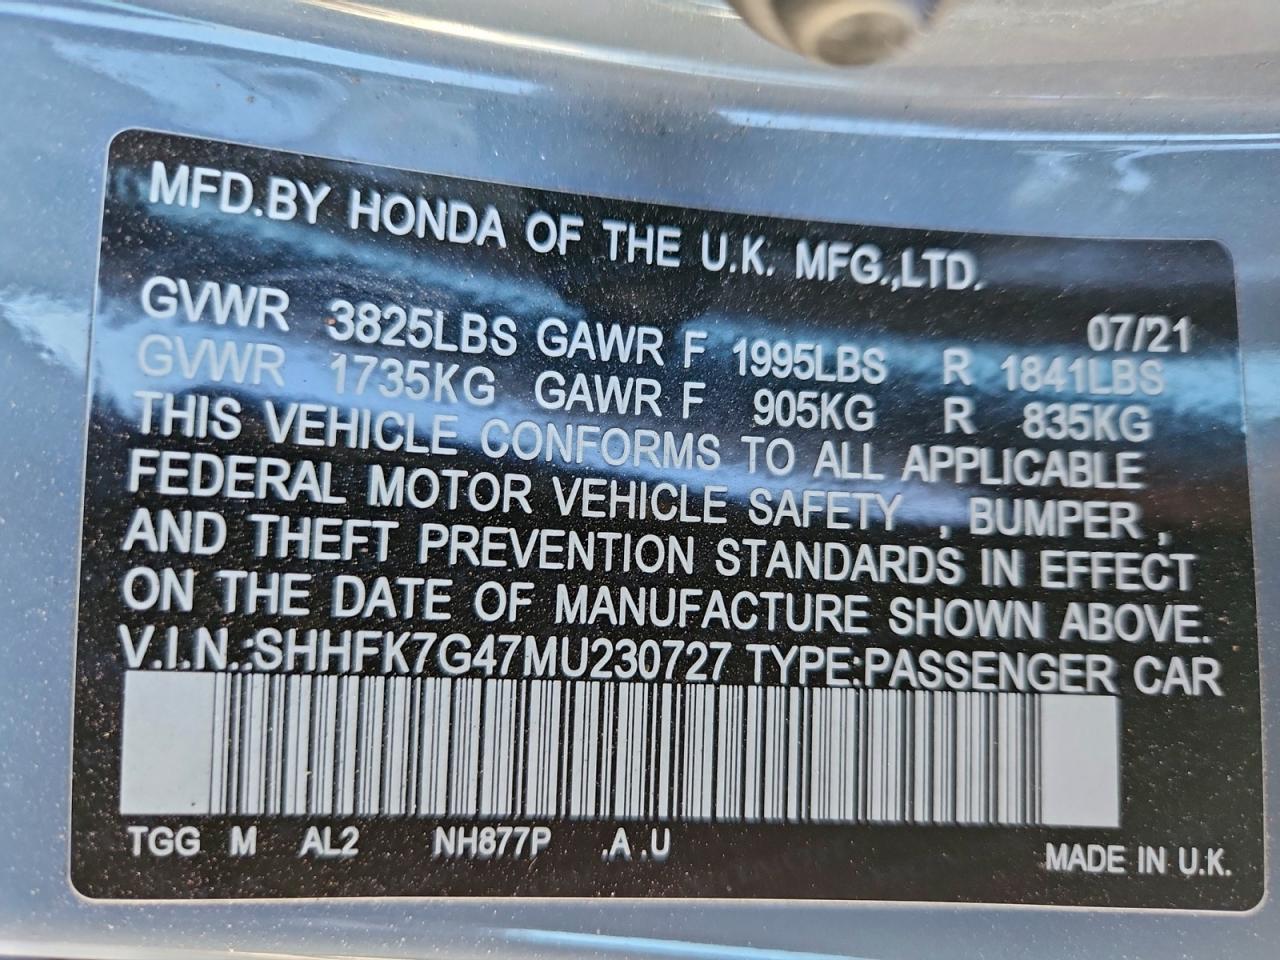 MFD.BY HONDA OF THE U.K. MFG.,LTD.
07/21
GVWR 3825LBS GAWR F 1995LBS R 1841LBS
GVWR 1735KG GAWR F 905KG R 835KG
THIS VEHICLE CONFORMS TO ALL APPLICABLE
FEDERAL MOTOR VEHICLE SAFETY , BUMPER ,
AND THEFT PREVENTION STANDARDS IN EFFECT
ON THE DATE OF MANUFACTURE SHOWN ABOVE.
V.I.N.:SHHFK7G47MU230727 TYPE:PASSENGER CAR
TGG M AL2 NH877P .A .U
MADE IN U.K.